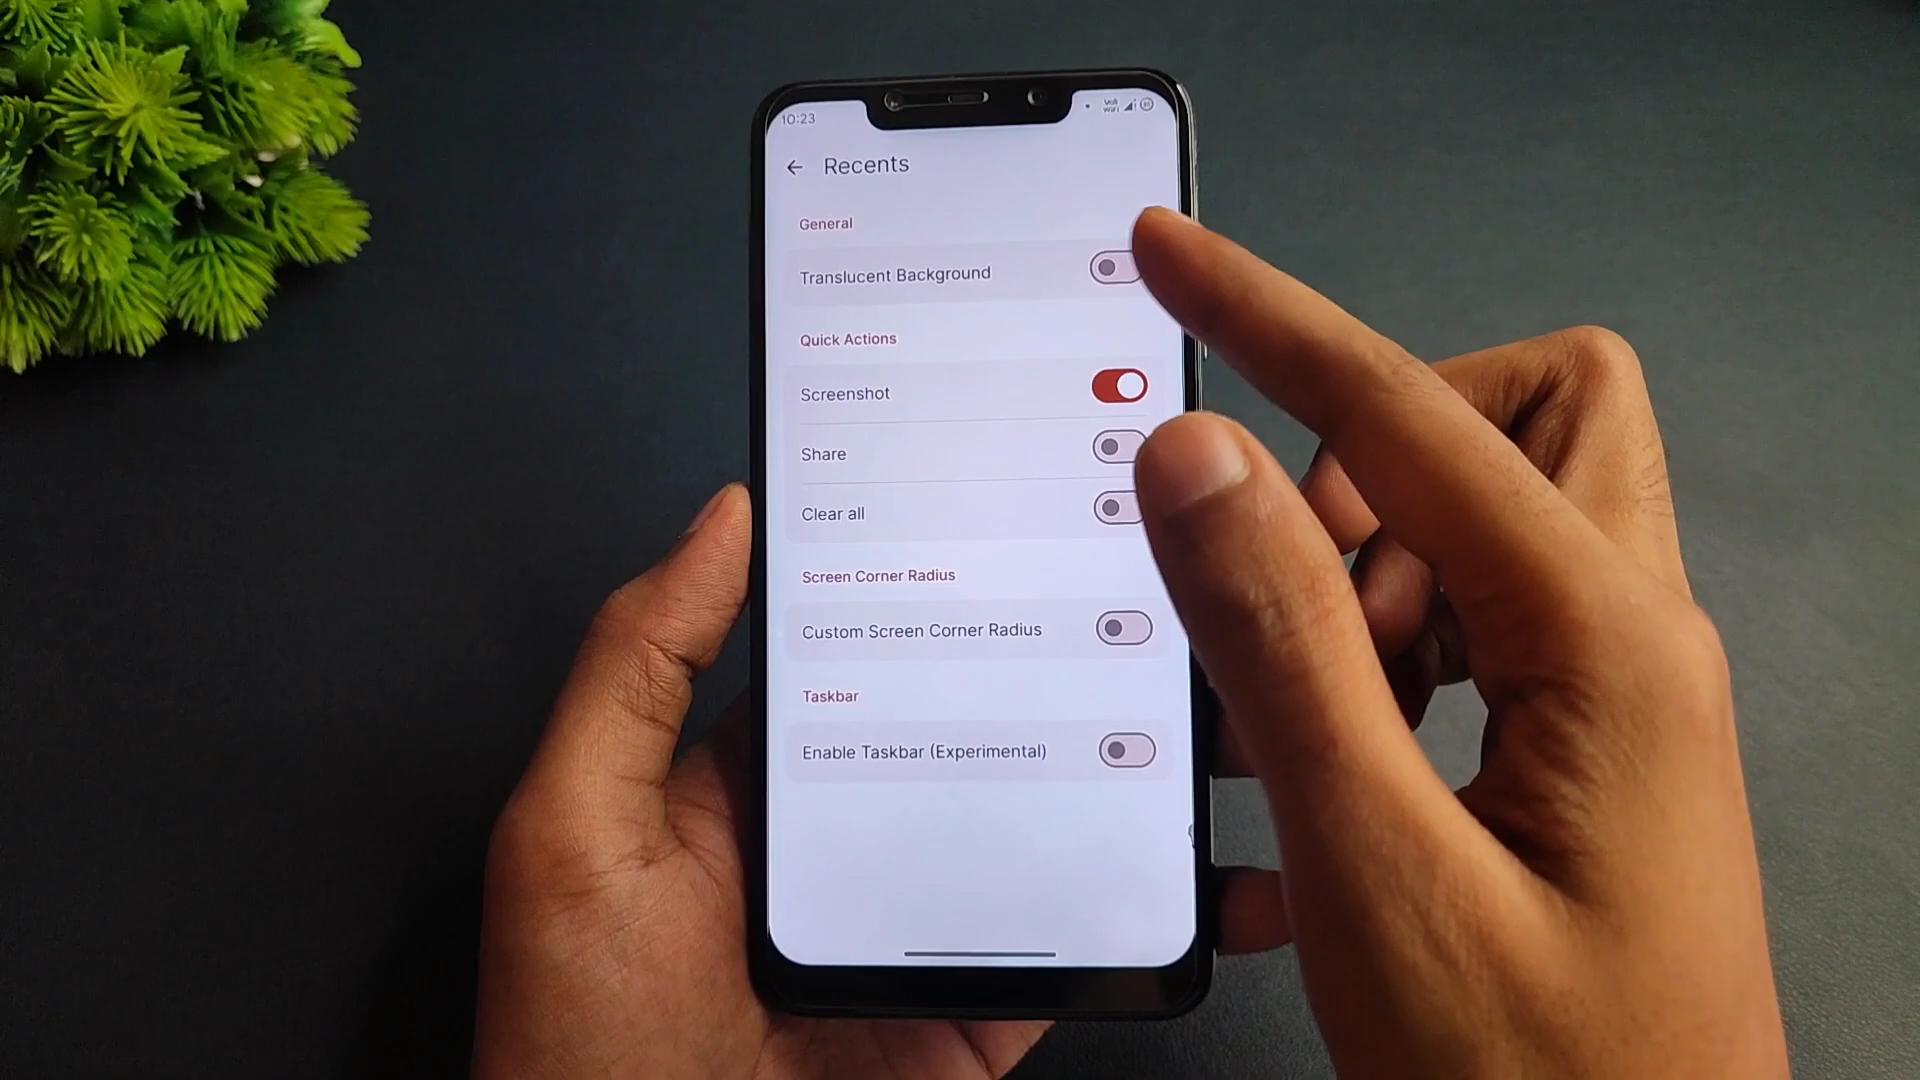 10:23
Recents
General
Translucent Background
Quick Actions
Screenshot
Share
Clear all
Screen Corner Radius
Custom Screen Corner Radius
Taskbar
Enable Taskbar (Experimental)